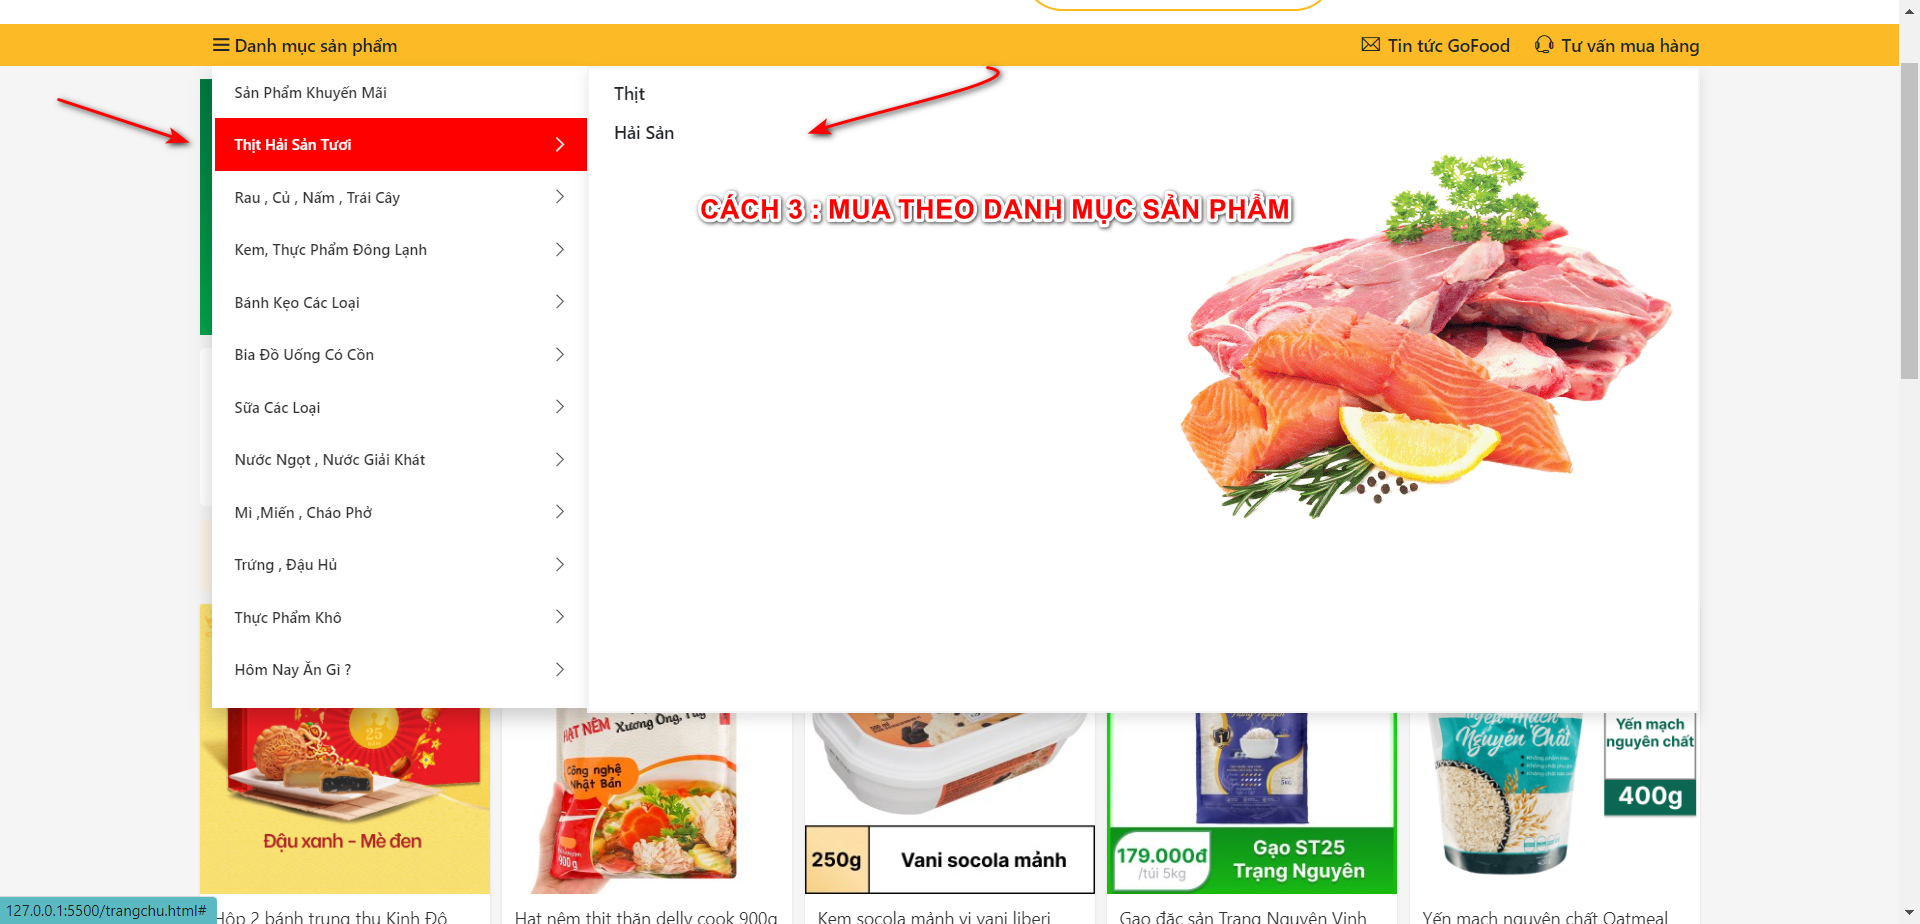 Danh mục sản phẩm
Tin tức GoFood
Tư vấn mua hàng
Sản Phẩm Khuyến Mãi
Thịt Hải Sản Tươi
Rau , Củ , Nấm , Trái Cây
Kem, Thực Phẩm Đông Lạnh
Bánh Kẹo Các Loại
Bia Đồ Uống Có Cồn
Sữa Các Loại
Nước Ngọt , Nước Giải Khát
Mì ,Miến , Cháo Phở
Trứng , Đậu Hủ
Thực Phẩm Khô
Hôm Nay Ăn Gì ?
Thịt
Hải Sản
CÁCH 3 : MUA THEO DANH MỤC SẢN PHẨM
25
Đậu xanh - Mè đen
HẠT NÊM
Xương Ống, Tủy
Công nghệ
Nhật Bản
900 g
250g
Vani socola mảnh
Trạng Nguyên
5KG
179.000đ
/túi 5kg
Gạo ST25
Trạng Nguyên
Yến Mạch
Nguyên Chất
Yến mạch
nguyên chất
400g
Hộp 2 bánh trung thu Kinh Đô
Hạt nêm thịt thăn delly cook 900g
Kem socola mảnh vị vani liberi
Gạo đặc sản Trạng Nguyên Vinh
Yến mạch nguyên chất Oatmeal
127.0.0.1:5500/trangchu.html#